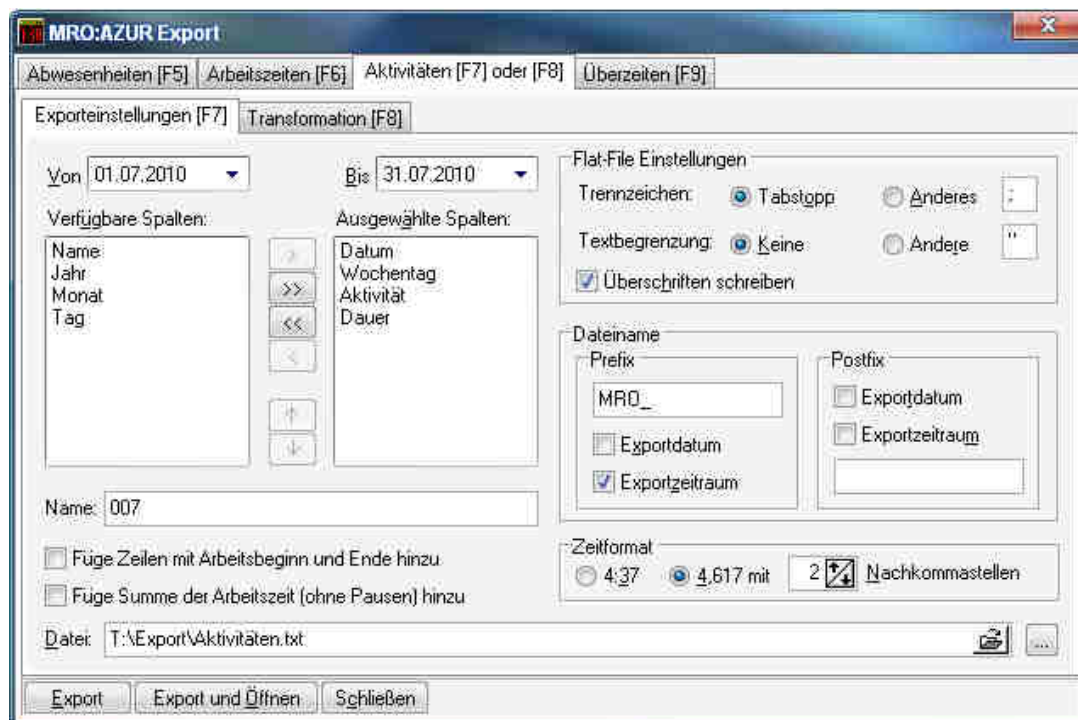 MRO:AZUR Export
Abwesenheiten [F5] Arbeitszeiten [F6] Aktivitäten [F7] oder [F8] Überzeiten [F9]
Exporteinstellungen [F7] Transformation [F8]
Von 01.07.2010 Bis 31.07.2010
Verfügbare Spalten:
Name
Jahr
Monat
Tag
>
>>
<<
<
Ausgewählte Spalten:
Datum
Wochentag
Aktivität
Dauer
Flat-File Einstellungen
Trennzeichen: Tabstopp Anderes ;
Textbegrenzung: Keine Andere "
Überschriften schreiben
Dateiname
Prefix
MRO_
Exportdatum
Exportzeitraum
Postfix
Exportdatum
Exportzeitraum
Name: 007
Füge Zeilen mit Arbeitsbeginn und Ende hinzu
Füge Summe der Arbeitszeit (ohne Pausen) hinzu
Zeitformat
4:37 4,617 mit 2 Nachkommastellen
Datei: T:\Export\Aktivitäten.txt ...
Export Export und Öffnen Schließen